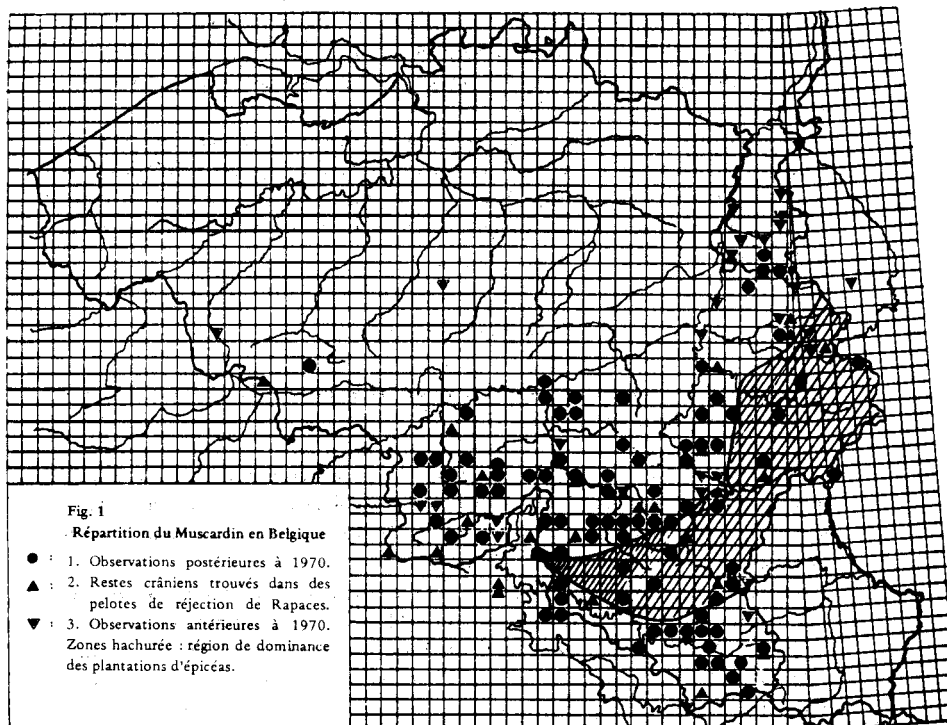 Fig. 1
Répartition du Muscardin en Belgique
● : 1. Observations postérieures à 1970.
▲ : 2. Restes crâniens trouvés dans des
pelotes de réjection de Rapaces.
▼ : 3. Observations antérieures à 1970.
Zones hachurée : région de dominance
des plantations d'épicéas.